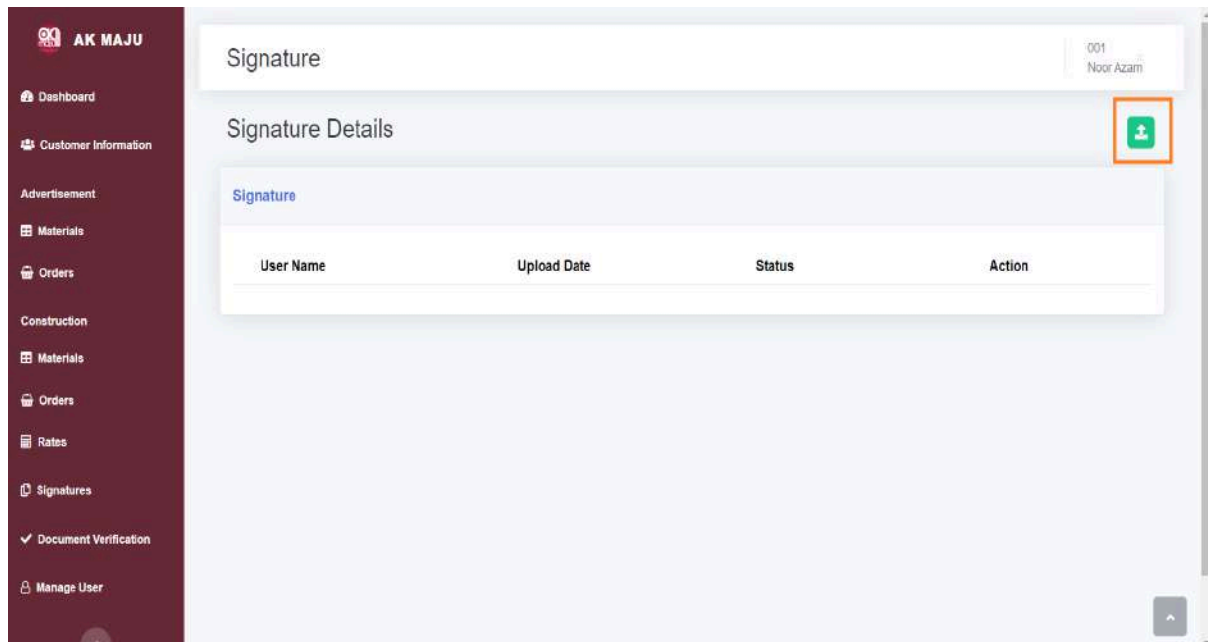 AK MAJU
Dashboard
Customer Information
Advertisement
Materials
Orders
Construction
Materials
Orders
Rates
Signatures
Document Verification
Manage User
Signature
001
Noor Azam
Signature Details
Signature
User Name Upload Date Status Action